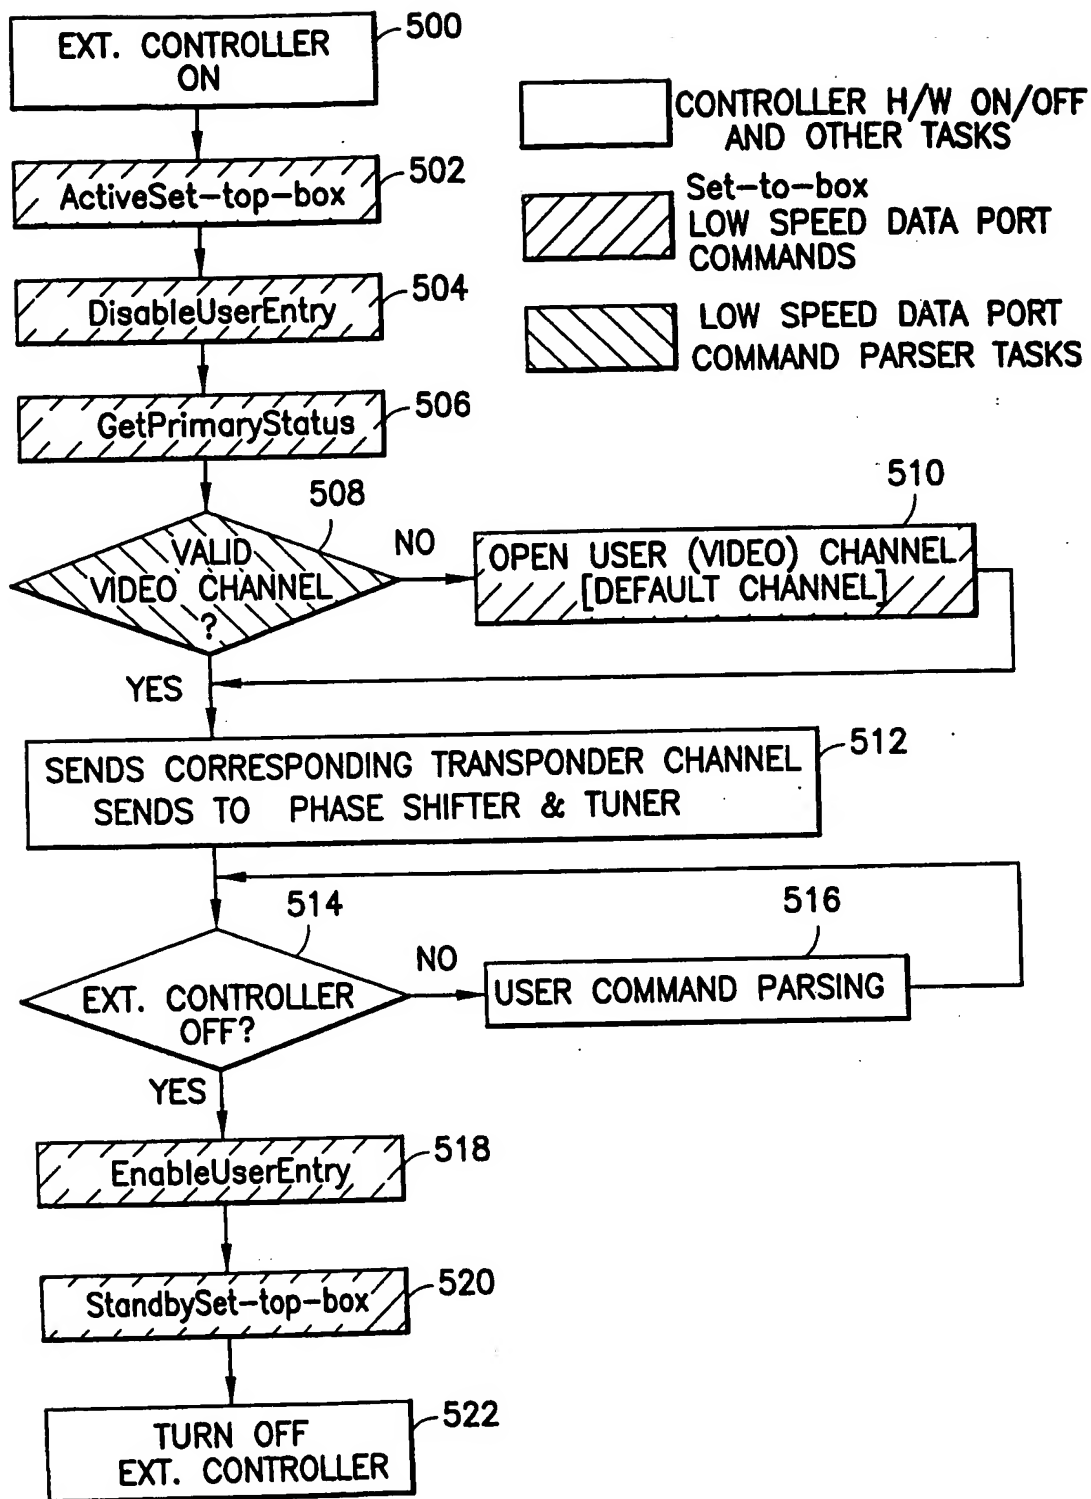 EXT. CONTROLLER
ON
500
CONTROLLER H/W ON/OFF
AND OTHER TASKS
ActiveSet-top-box
502
Set-to-box
LOW SPEED DATA PORT
COMMANDS
DisableUserEntry
504
LOW SPEED DATA PORT
COMMAND PARSER TASKS
GetPrimaryStatus
506
VALID
VIDEO CHANNEL
?
508
NO
510
OPEN USER (VIDEO) CHANNEL
[DEFAULT CHANNEL]
YES
SENDS CORRESPONDING TRANSPONDER CHANNEL
SENDS TO PHASE SHIFTER & TUNER
512
514
EXT. CONTROLLER
OFF?
NO
516
USER COMMAND PARSING
YES
EnableUserEntry
518
StandbySet-top-box
520
TURN OFF
EXT. CONTROLLER
522